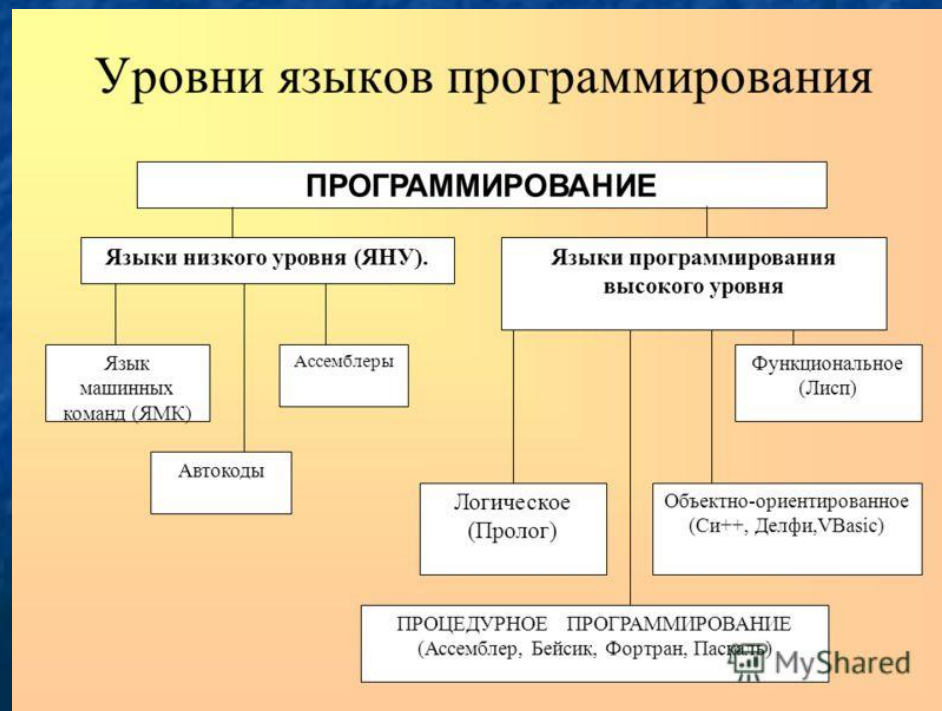 Уровни языков программирования
ПРОГРАММИРОВАНИЕ
Языки низкого уровня (ЯНУ).
Языки программирования
высокого уровня
Язык
машинных
команд (ЯМК)
Ассемблеры
Функциональное
(Лисп)
Автокоды
Логическое
(Пролог)
Объектно-ориентированное
(Си++, Делфи,VBasic)
ПРОЦЕДУРНОЕ ПРОГРАММИРОВАНИЕ
(Ассемблер, Бейсик, Фортран, Паскаль)
MyShared